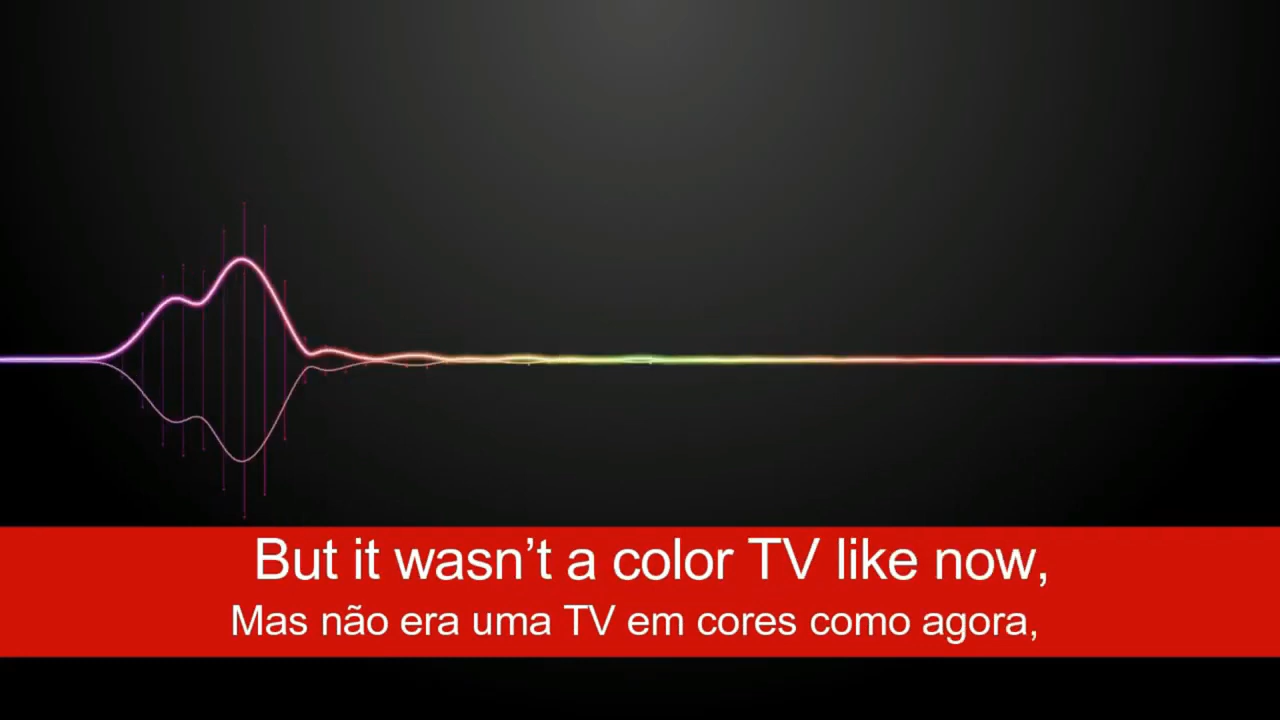 But it wasn’t a color TV like now,
Mas não era uma TV em cores como agora,